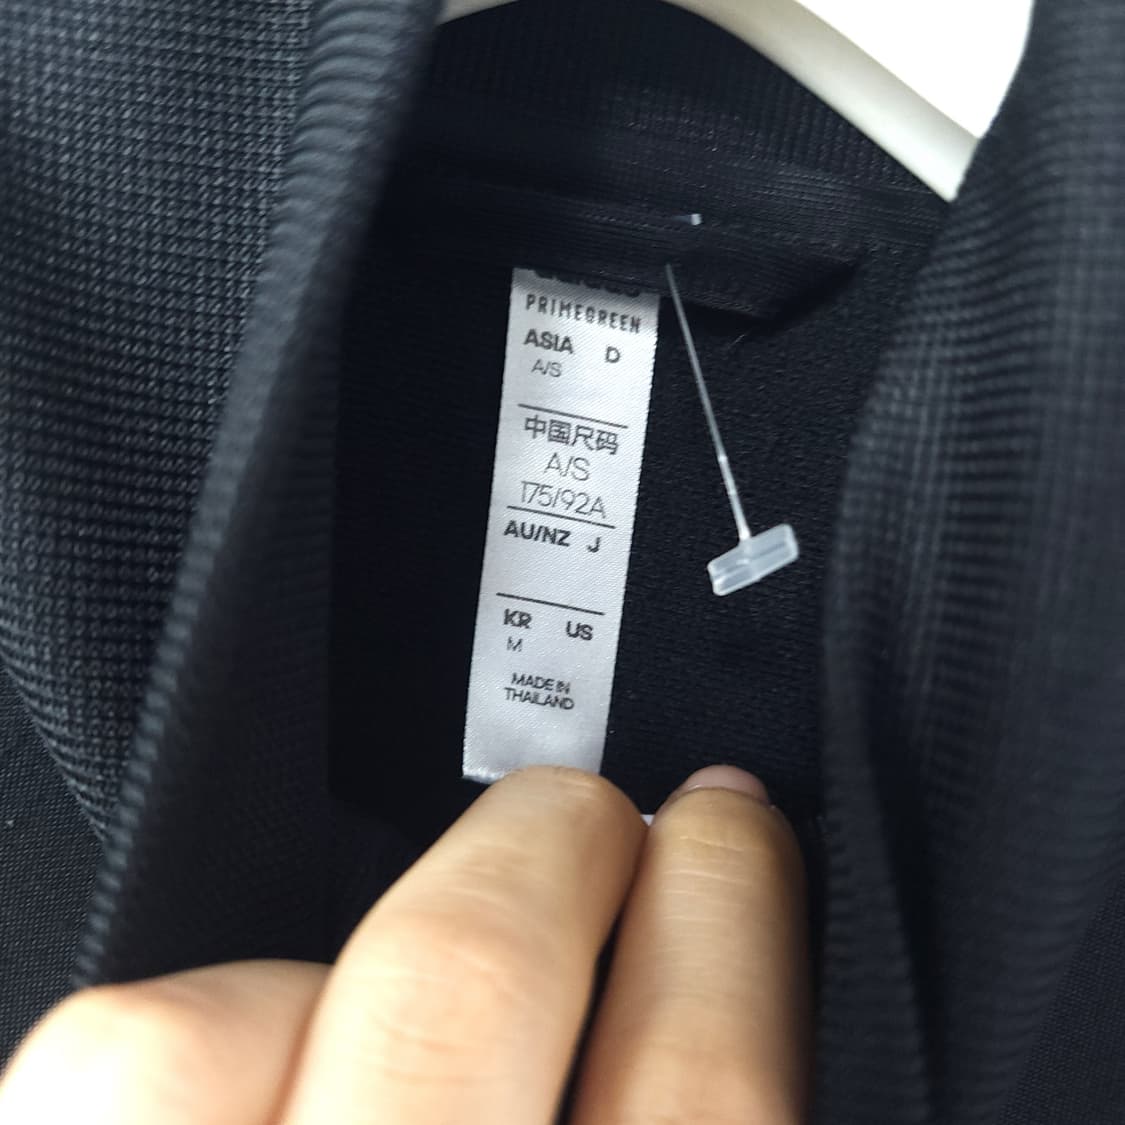 PRIMEGREEN
ASIA D
A/S
中国尺码
A/S
175/92A
AU/NZ J
KR US
M
MADE IN
THAILAND